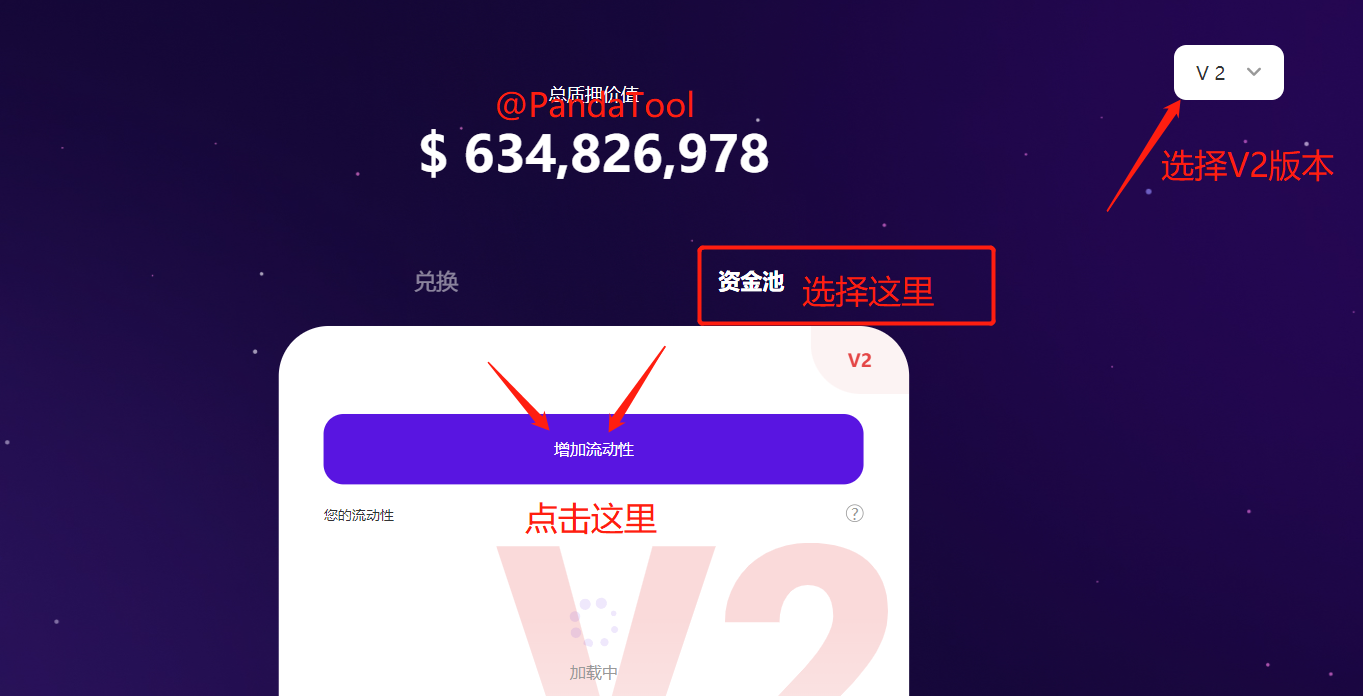 V 2
总质押价值
@PandaTool
$ 634,826,978
选择V2版本
兑换
资金池 选择这里
V2
增加流动性
您的流动性
点击这里
?
V2
加载中